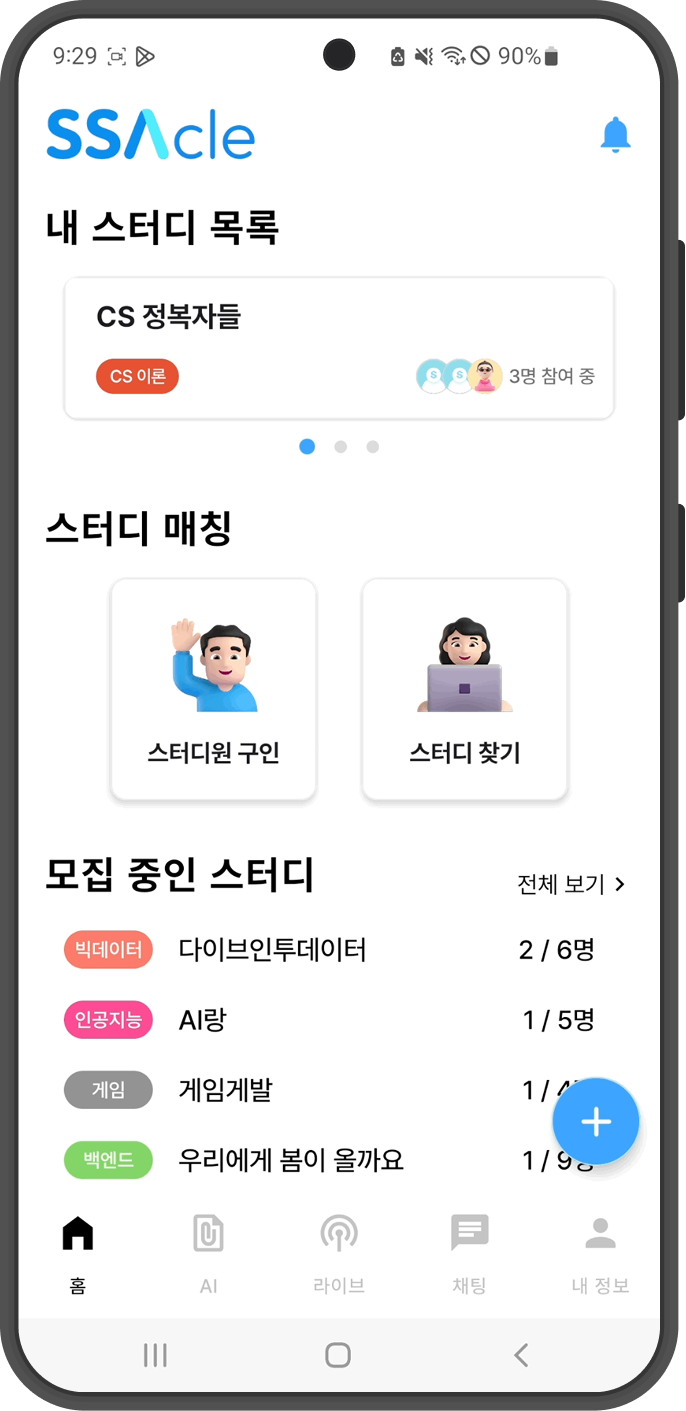 9:29 90%
SSAcle
내 스터디 목록
CS 정복자들
CS 이론 S S 3명 참여 중
스터디 매칭
스터디원 구인 스터디 찾기
모집 중인 스터디 전체 보기
빅데이터 다이브인투데이터 2 / 6명
인공지능 AI랑 1 / 5명
게임 게임게발 1 / 4
백엔드 우리에게 봄이 올까요 1 / 9명
홈 AI 라이브 채팅 내 정보